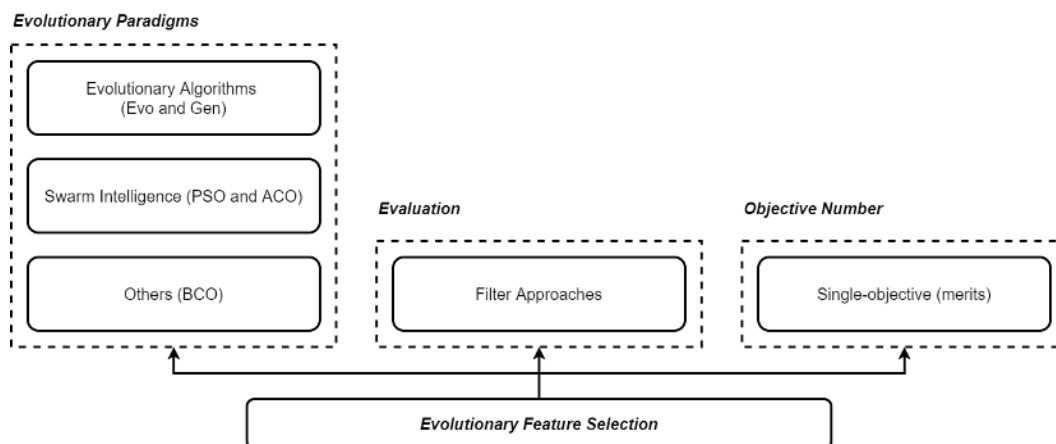 Evolutionary Paradigms
Evolutionary Algorithms
(Evo and Gen)
Swarm Intelligence (PSO and ACO)
Others (BCO)
Evaluation
Filter Approaches
Objective Number
Single-objective (merits)
Evolutionary Feature Selection